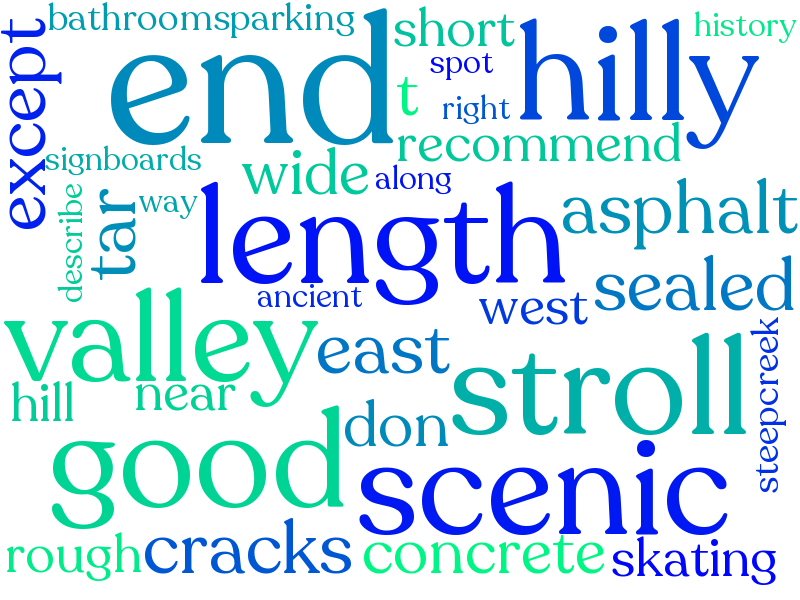 bathroomsparking
short
history
except
end
hilly
spot
t
right
signboards
wide
recommend
along
describe
tar
way
length
asphalt
ancient
west
sealed
valley
east
stroll
steepcreek
hill
near
don
good
scenic
rough
cracks
concrete
skating